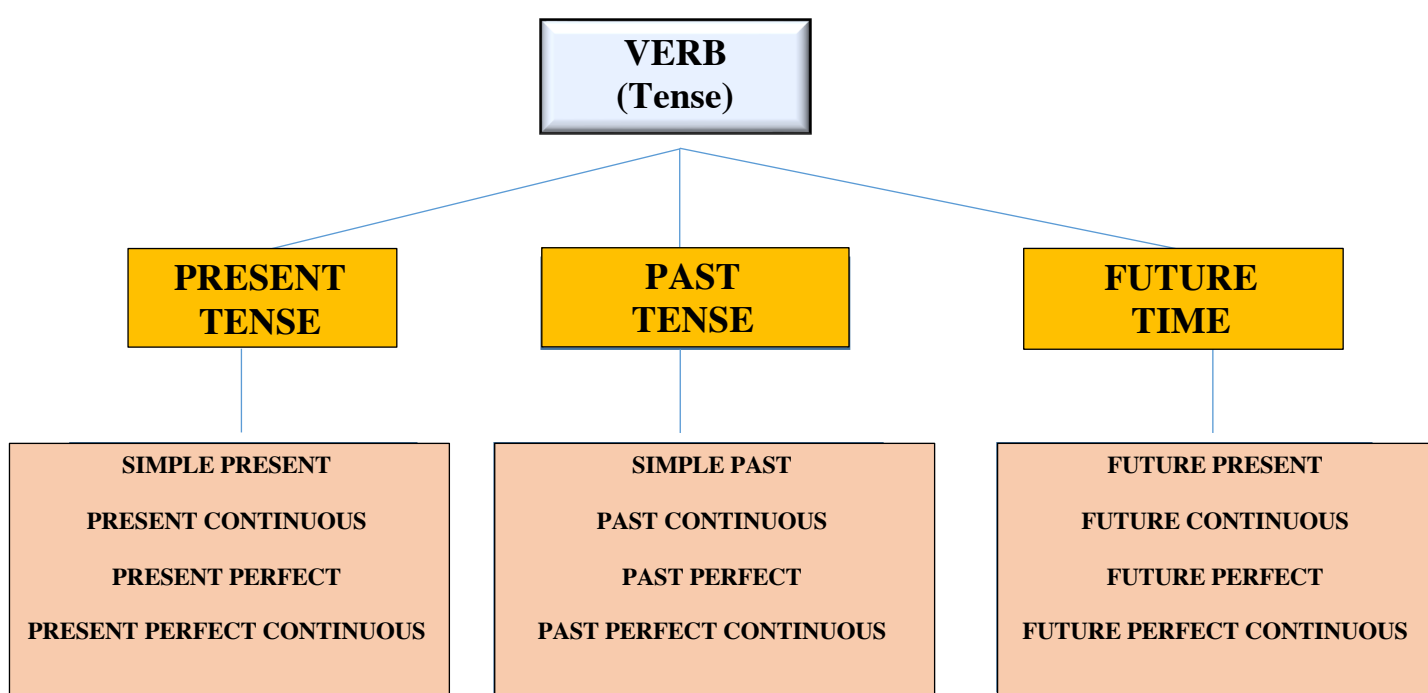 VERB
(Tense)
PRESENT
TENSE
PAST
TENSE
FUTURE
TIME
SIMPLE PRESENT
PRESENT CONTINUOUS
PRESENT PERFECT
PRESENT PERFECT CONTINUOUS
SIMPLE PAST
PAST CONTINUOUS
PAST PERFECT
PAST PERFECT CONTINUOUS
FUTURE PRESENT
FUTURE CONTINUOUS
FUTURE PERFECT
FUTURE PERFECT CONTINUOUS